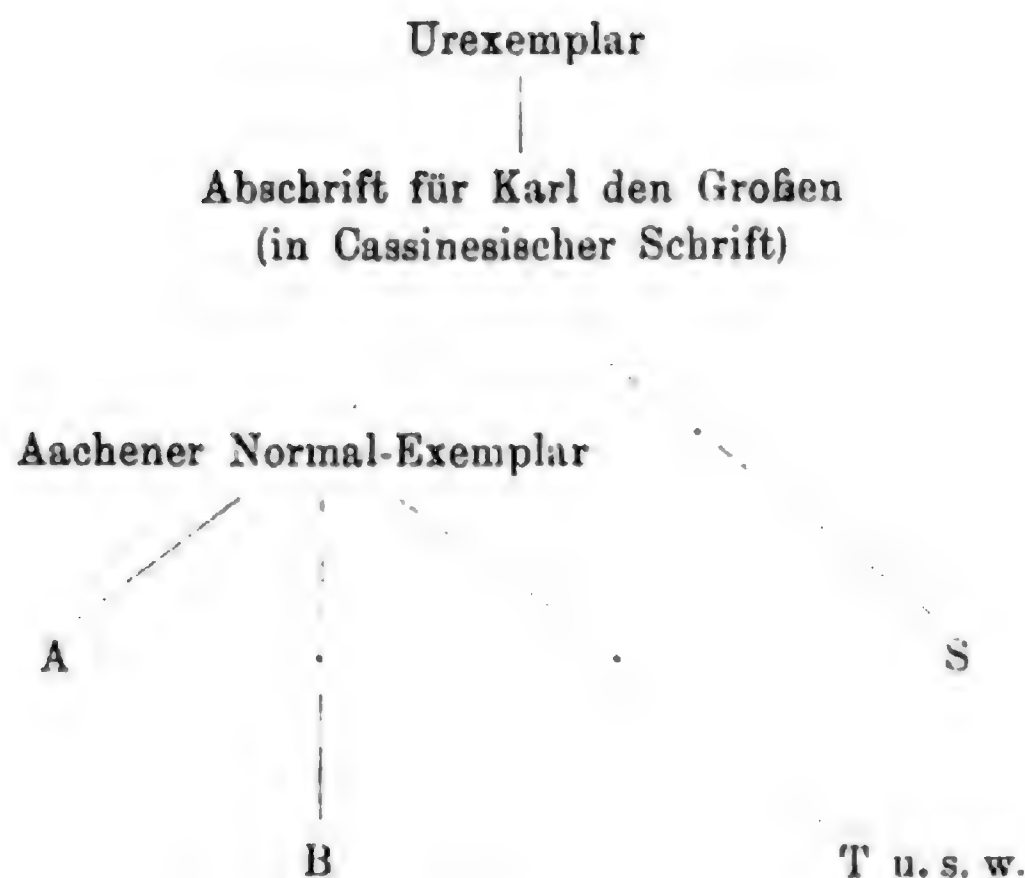 Urexemplar
Abschrift für Karl den Großen
(in Cassinesischer Schrift)
Aachener Normal-Exemplar
A
S
B
T u. s. w.